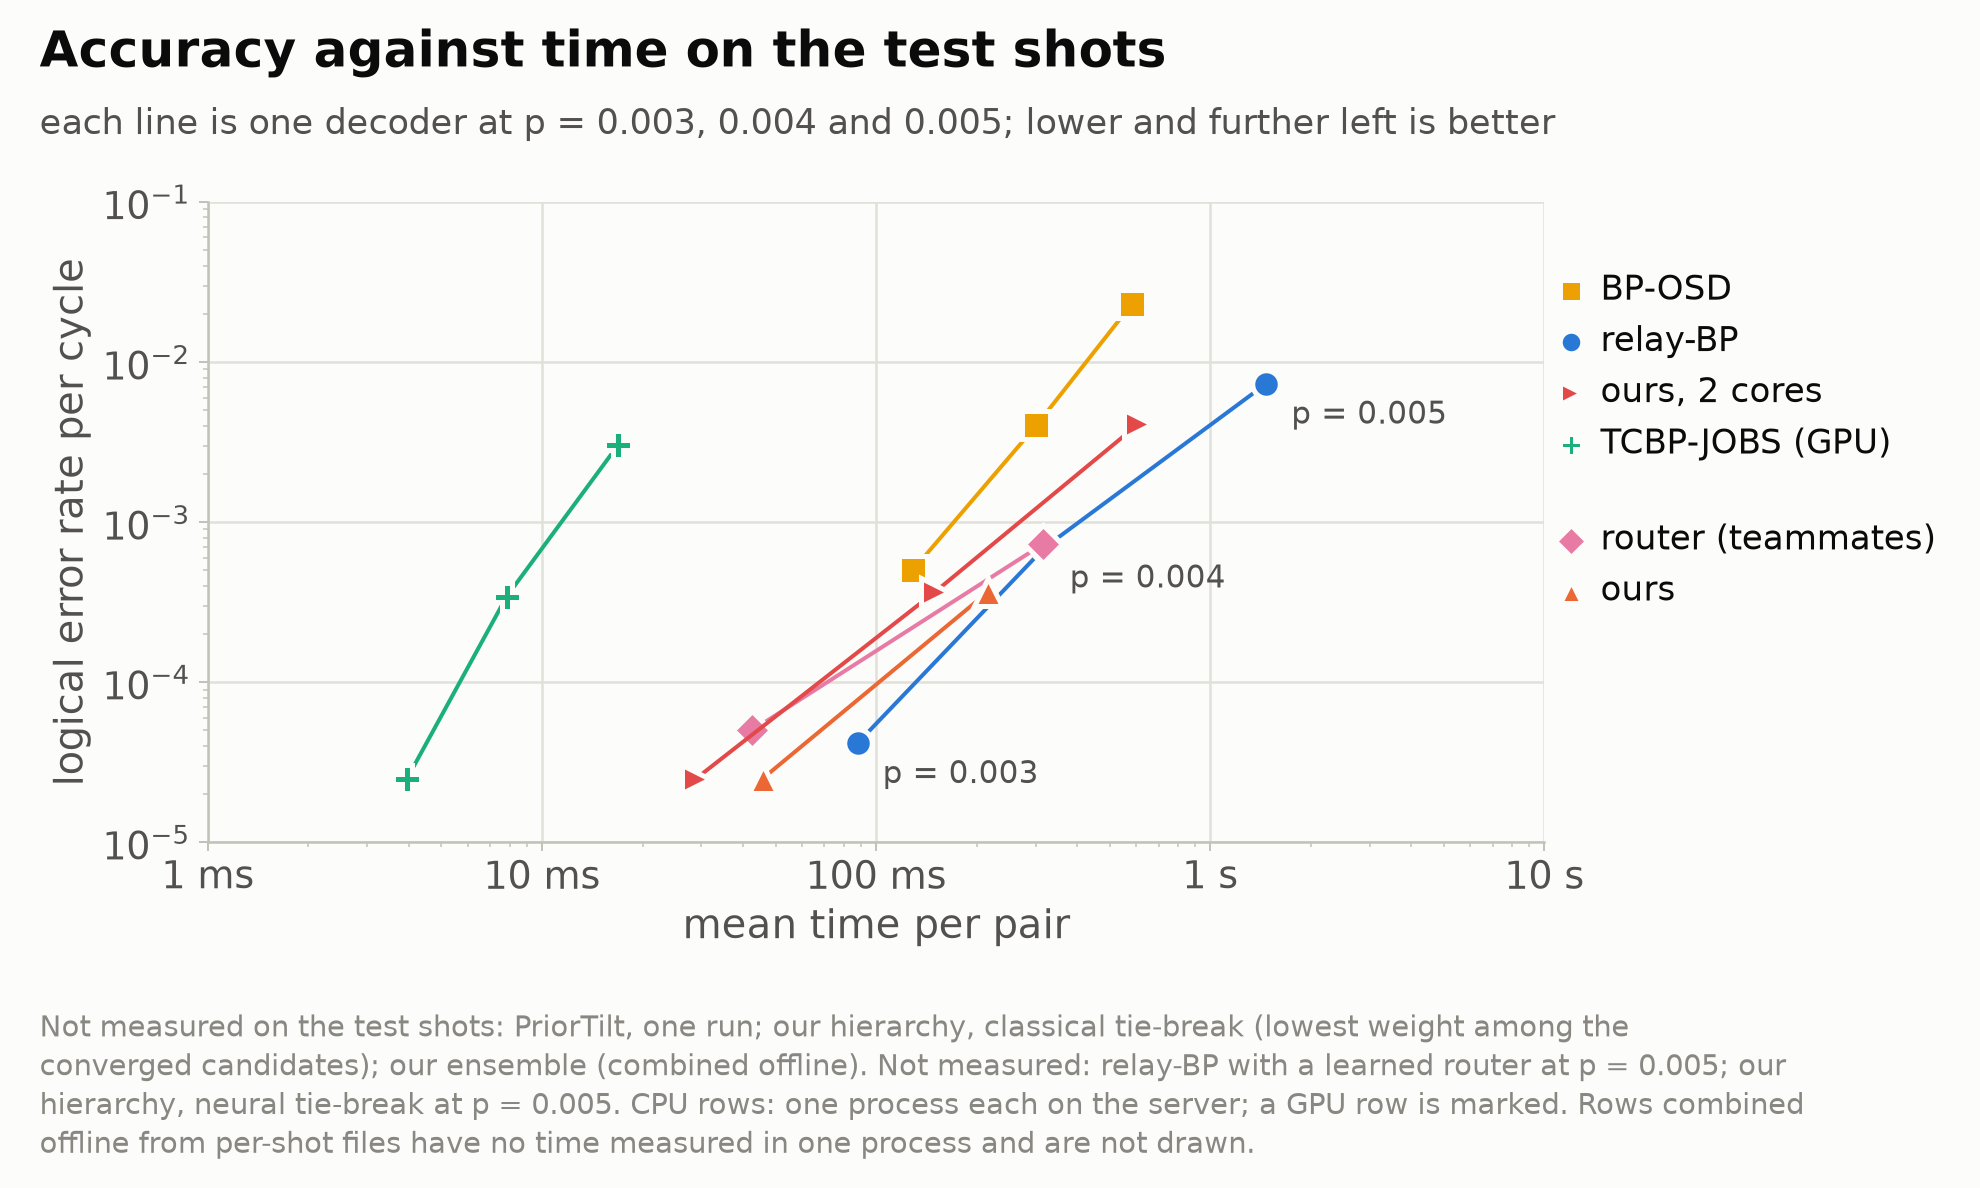 Accuracy against time on the test shots
each line is one decoder at p = 0.003, 0.004 and 0.005; lower and further left is better
logical error rate per cycle
10⁻¹
10⁻²
10⁻³
10⁻⁴
10⁻⁵
p = 0.005
p = 0.004
p = 0.003
BP-OSD
relay-BP
ours, 2 cores
TCBP-JOBS (GPU)
router (teammates)
ours
1 ms
10 ms
100 ms
1 s
10 s
mean time per pair
Not measured on the test shots: PriorTilt, one run; our hierarchy, classical tie-break (lowest weight among the
converged candidates); our ensemble (combined offline). Not measured: relay-BP with a learned router at p = 0.005; our
hierarchy, neural tie-break at p = 0.005. CPU rows: one process each on the server; a GPU row is marked. Rows combined
offline from per-shot files have no time measured in one process and are not drawn.